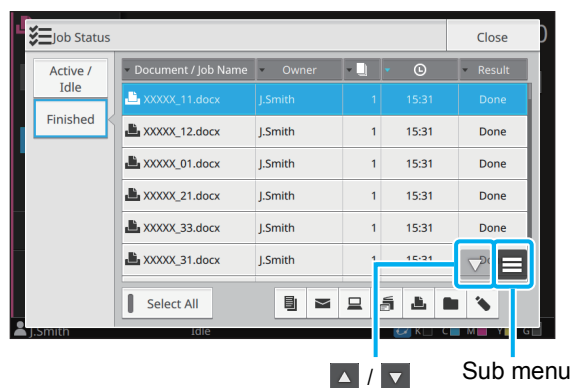 Job Status
Close
Active / Idle
Finished
Document / Job Name Owner Result
XXXXX_11.docx J.Smith 1 15:31 Done
XXXXX_12.docx J.Smith 1 15:31 Done
XXXXX_01.docx J.Smith 1 15:31 Done
XXXXX_21.docx J.Smith 1 15:31 Done
XXXXX_33.docx J.Smith 1 15:31 Done
XXXXX_31.docx J.Smith 1 15:31
Select All
J.Smith Idle K C M Y G
/ Sub menu